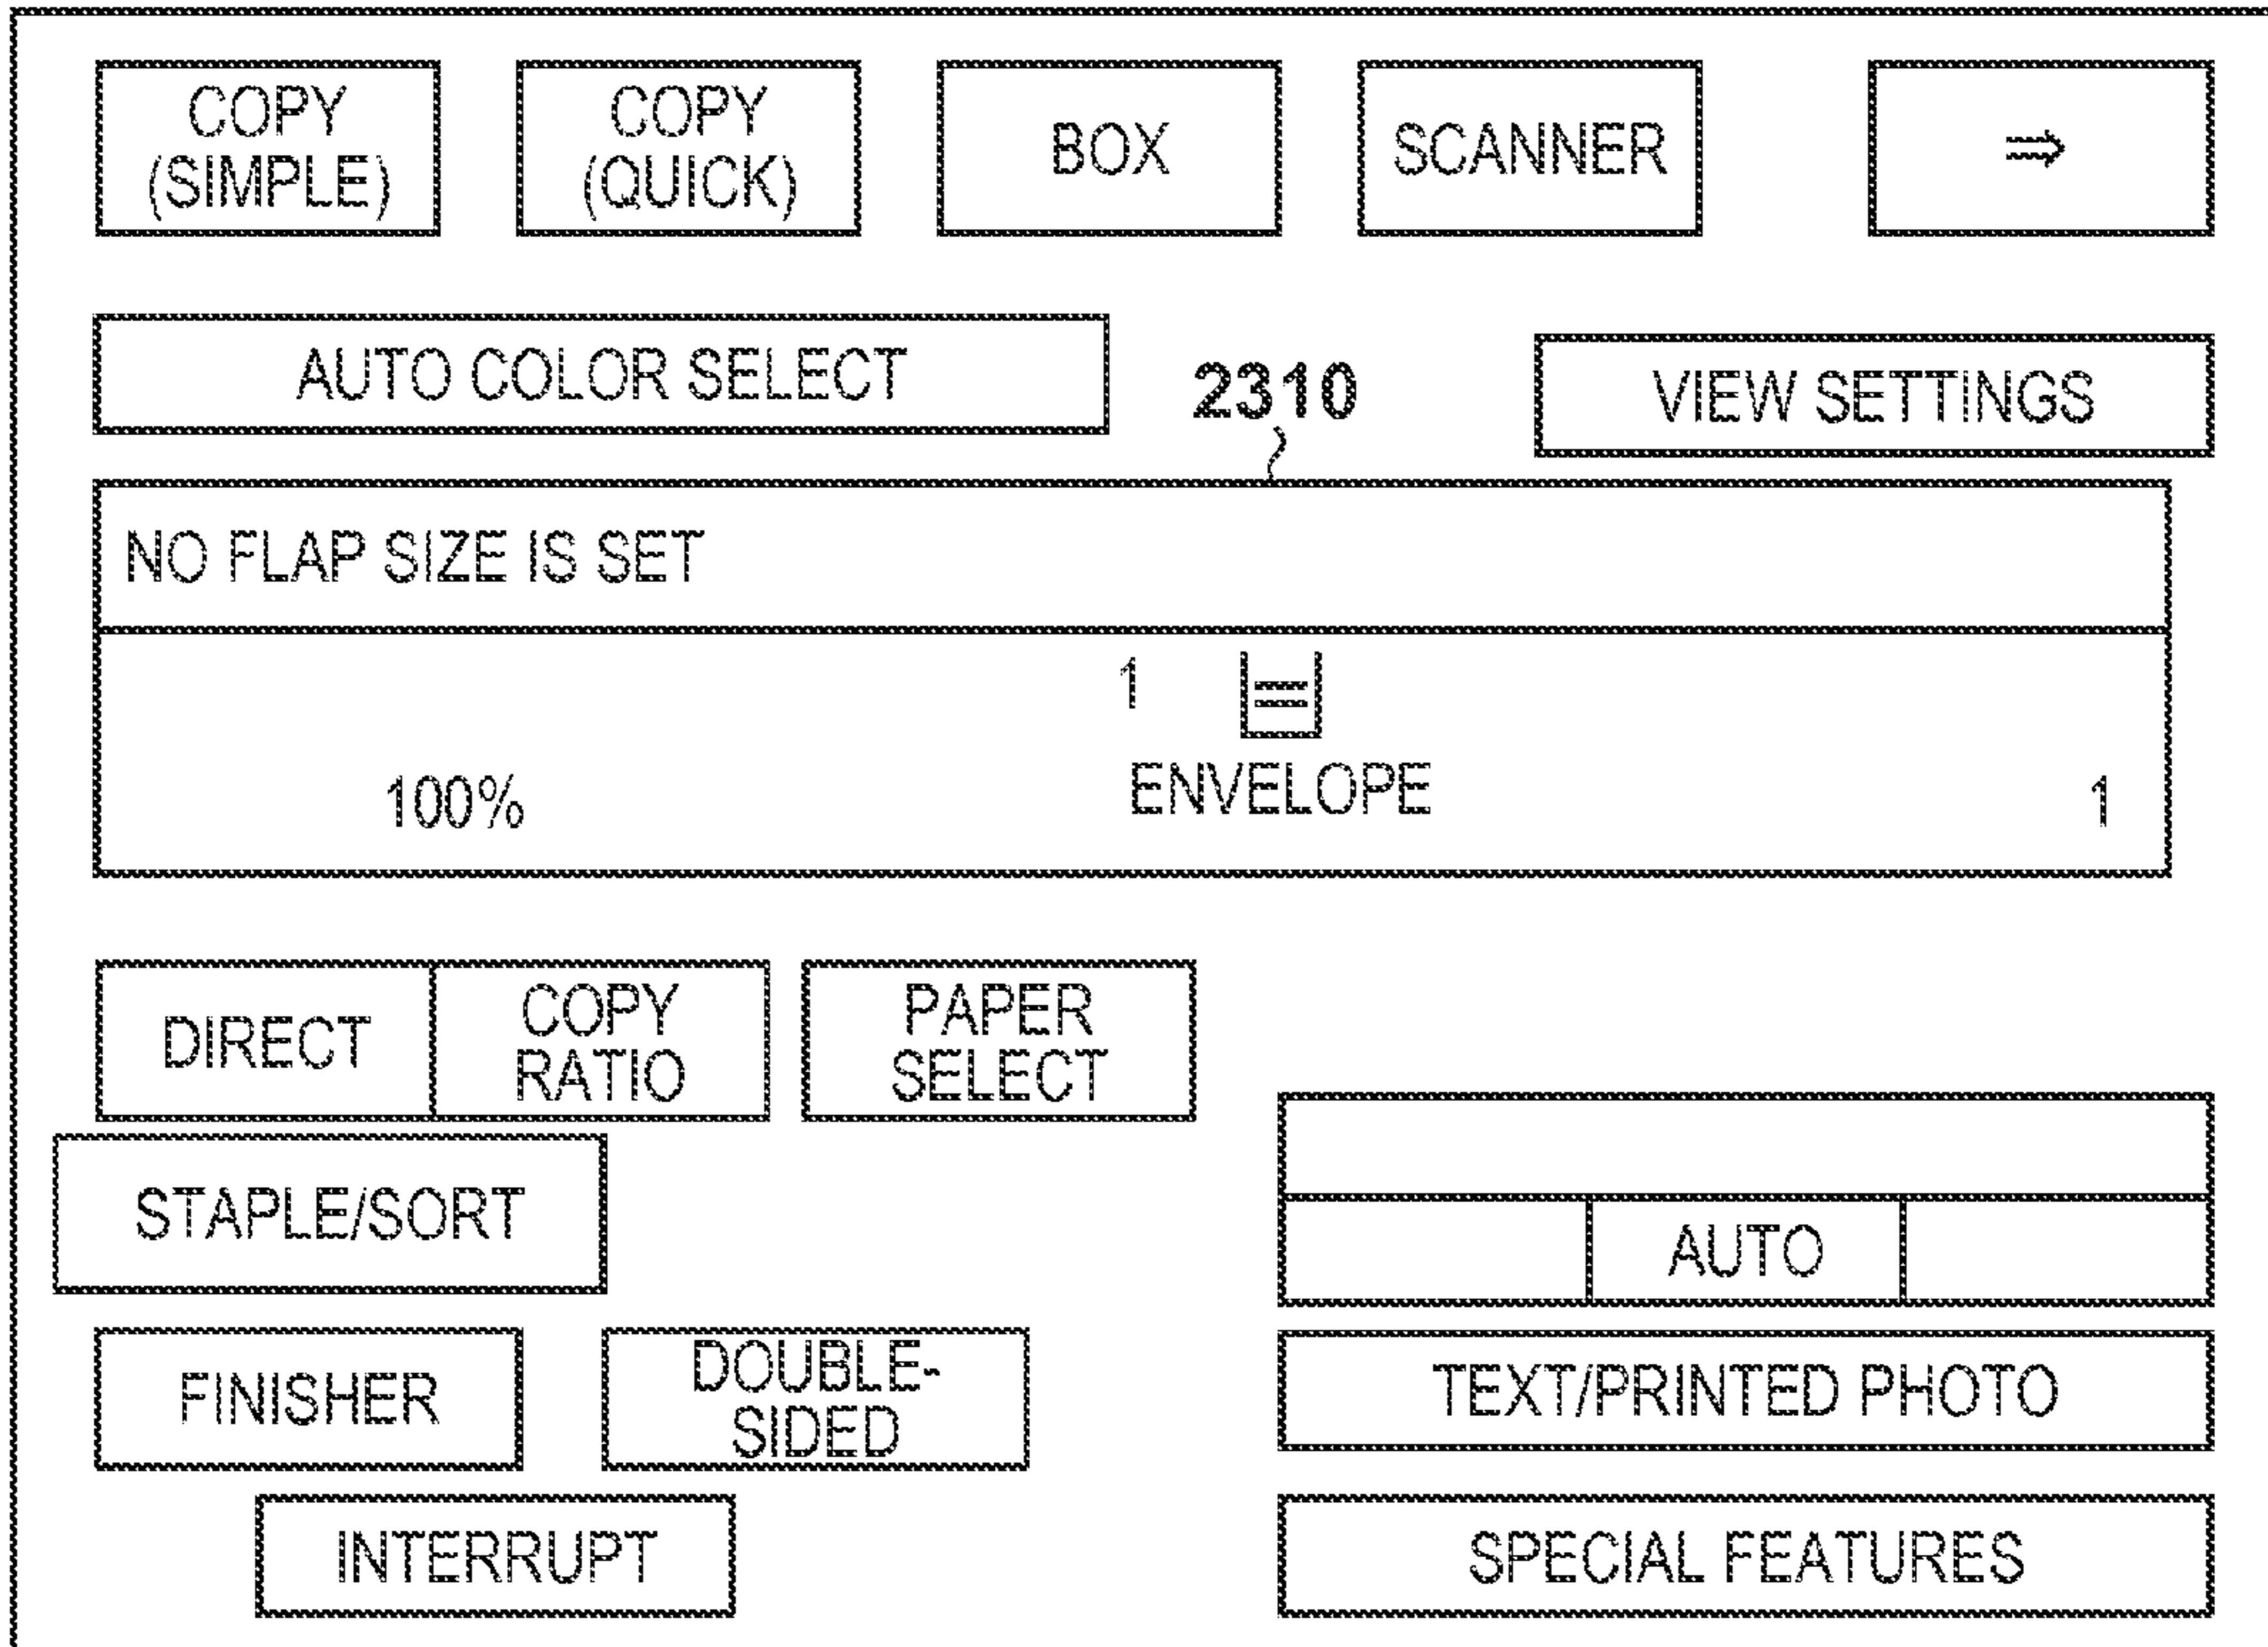 COPY
(SIMPLE)
COPY
(QUICK)
BOX
SCANNER
⇒
AUTO COLOR SELECT
2310
VIEW SETTINGS
NO FLAP SIZE IS SET
1
100%
ENVELOPE
1
DIRECT
COPY
RATIO
PAPER
SELECT
STAPLE/SORT
AUTO
FINISHER
DOUBLE-
SIDED
TEXT/PRINTED PHOTO
INTERRUPT
SPECIAL FEATURES